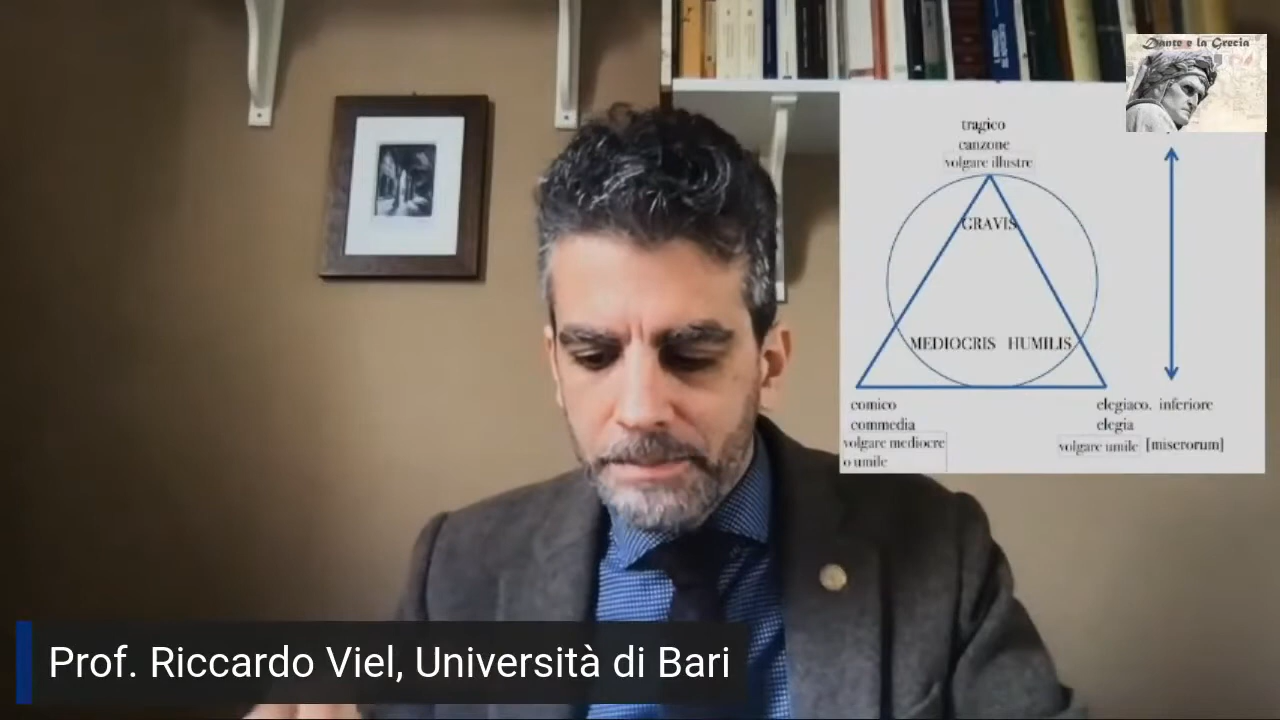 Dante e la Grecia
tragico
canzone
volgare illustre
GRAVIS
MEDIOCRIS HUMILIS
comico
commedia
volgare mediocre
o umile
elegiaco. inferiore
elegia
volgare umile [miserorum]
Prof. Riccardo Viel, Università di Bari